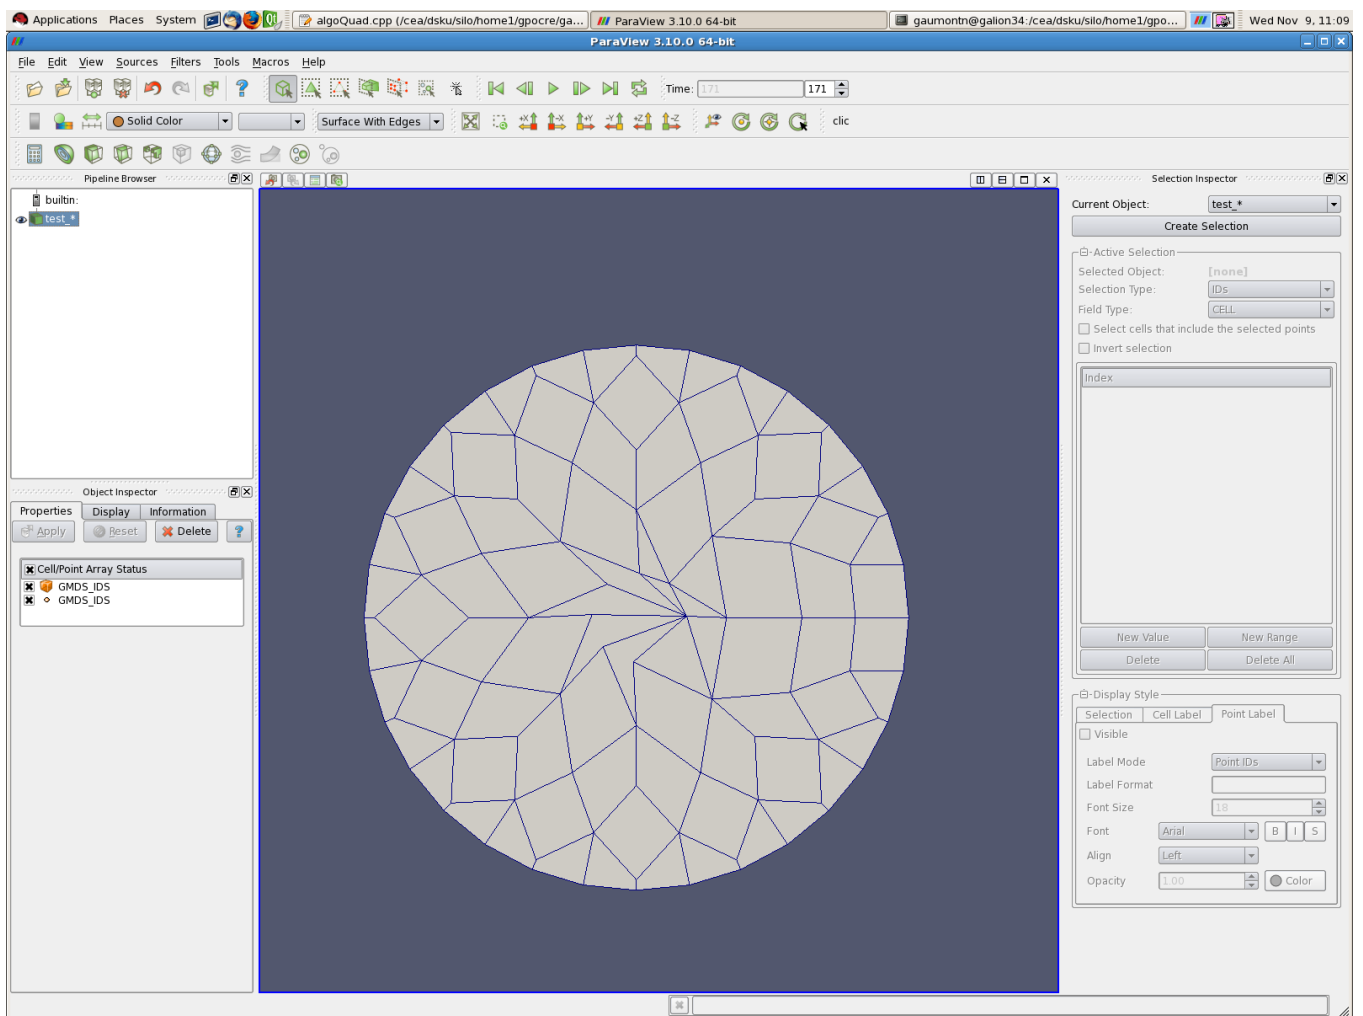 Applications Places System algoQuad.cpp (/cea/dsku/silo/home1/gpocre/ga... ParaView 3.10.0 64-bit gaumontn@galion34:/cea/dsku/silo/home1/gpo... Wed Nov 9, 11:09
ParaView 3.10.0 64-bit
File Edit View Sources Filters Tools Macros Help
Time: 171 171
Solid Color Surface With Edges +X -X +Y -Y +Z -Z clic
Pipeline Browser
builtin:
test_*
Object Inspector
Properties Display Information
Apply Reset Delete ?
Cell/Point Array Status
GMDS_IDS
GMDS_IDS
Selection Inspector
Current Object: test_*
Create Selection
Active Selection
Selected Object: [none]
Selection Type: IDs
Field Type: CELL
Select cells that include the selected points
Invert selection
Index
New Value New Range
Delete Delete All
Display Style
Selection Cell Label Point Label
Visible
Label Mode Point IDs
Label Format
Font Size 18
Font Arial B I S
Align Left
Opacity 1.00 Color